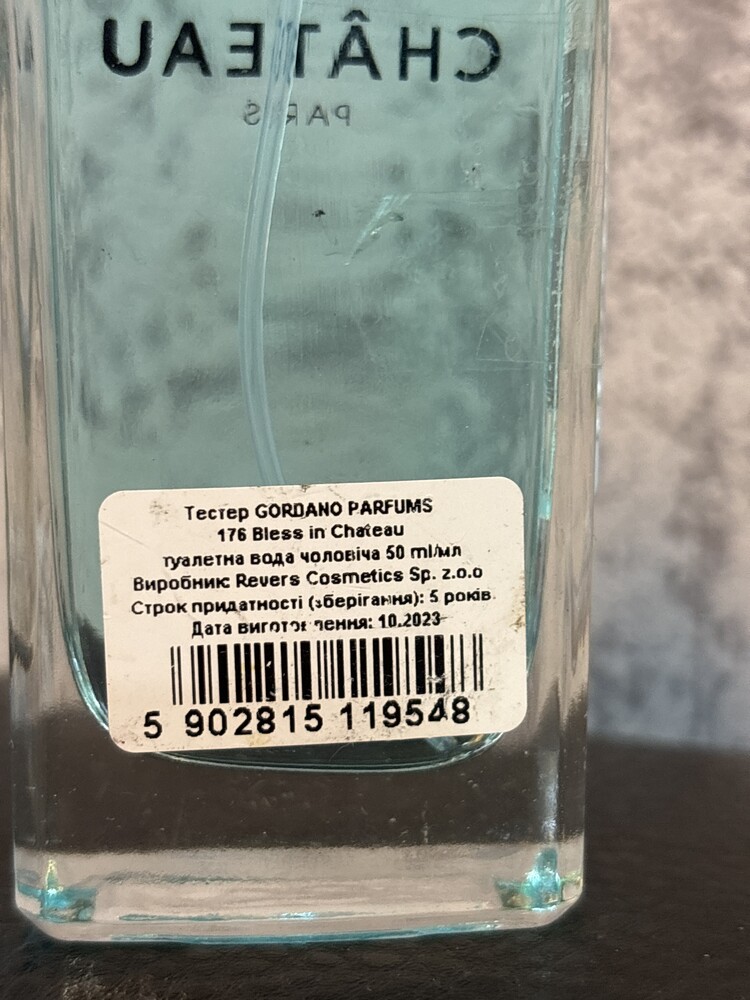 CHÂTEAU
PARIS
Тестер GORDANO PARFUMS
176 Bless in Chateau
туалетна вода чоловіча 50 ml/мл
Виробник: Revers Cosmetics Sp. z.o.o
Строк придатності (зберігання): 5 років
Дата виготовлення: 10.2023
5 902815 119548